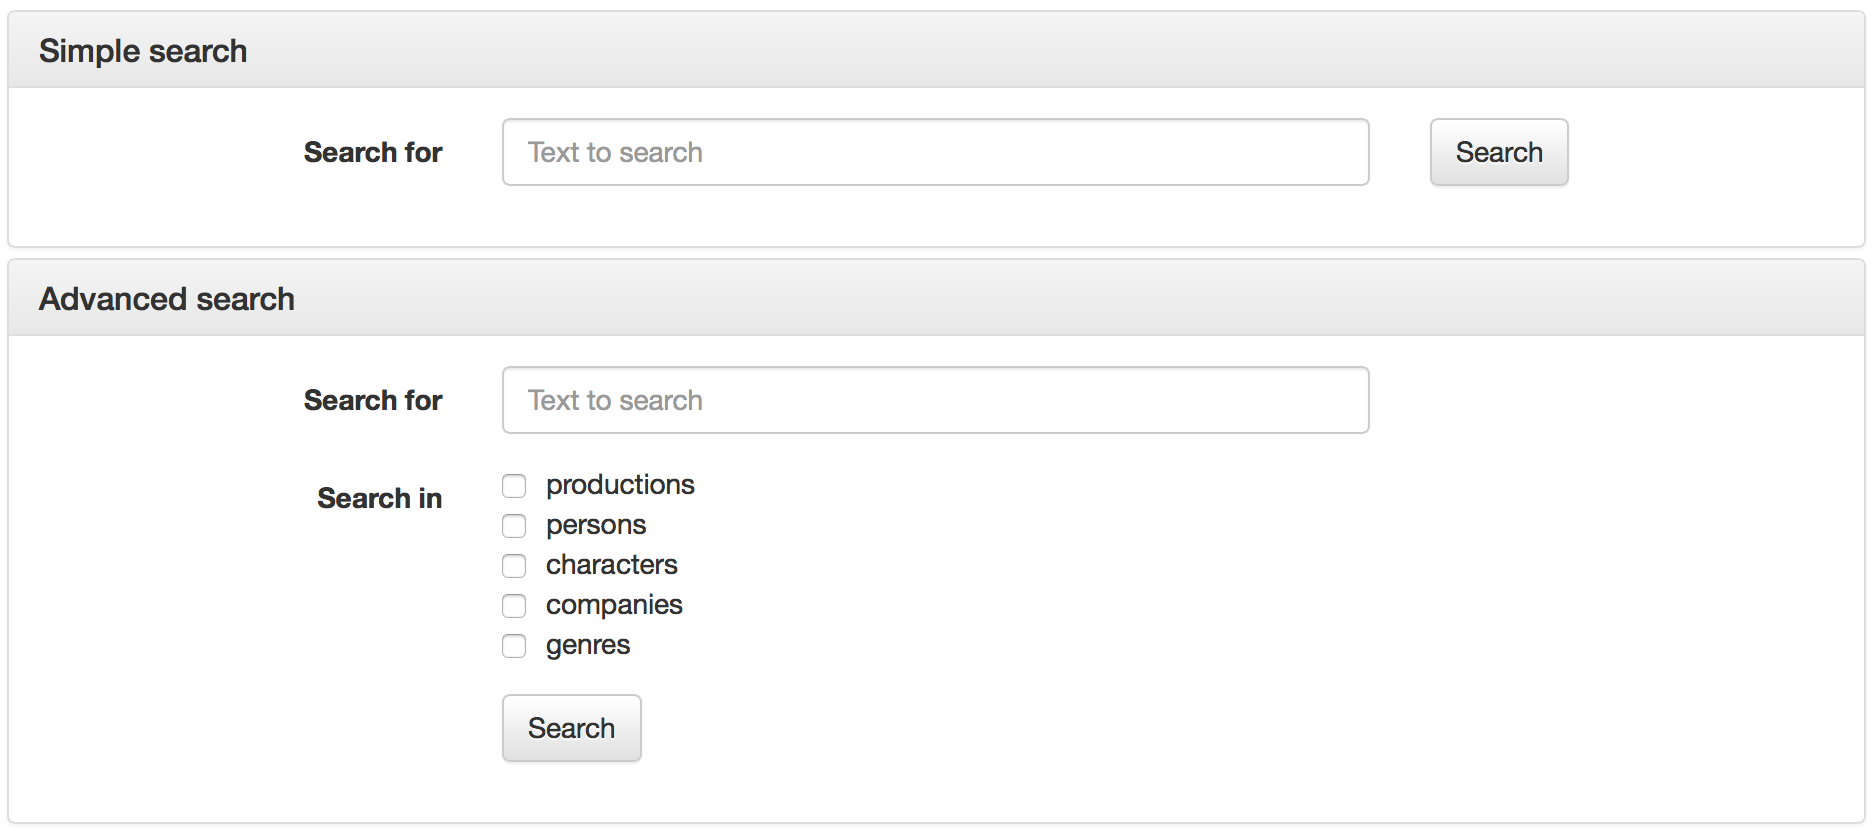 Simple search
Search for Text to search Search
Advanced search
Search for Text to search
Search in productions
persons
characters
companies
genres
Search